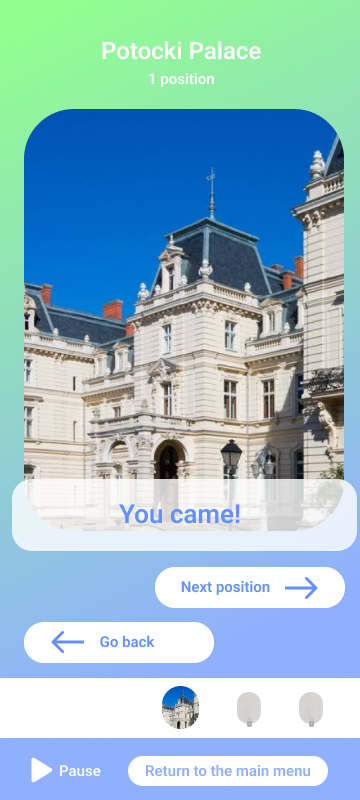 Potocki Palace
1 position
You came!
Next position
Go back
Pause
Return to the main menu